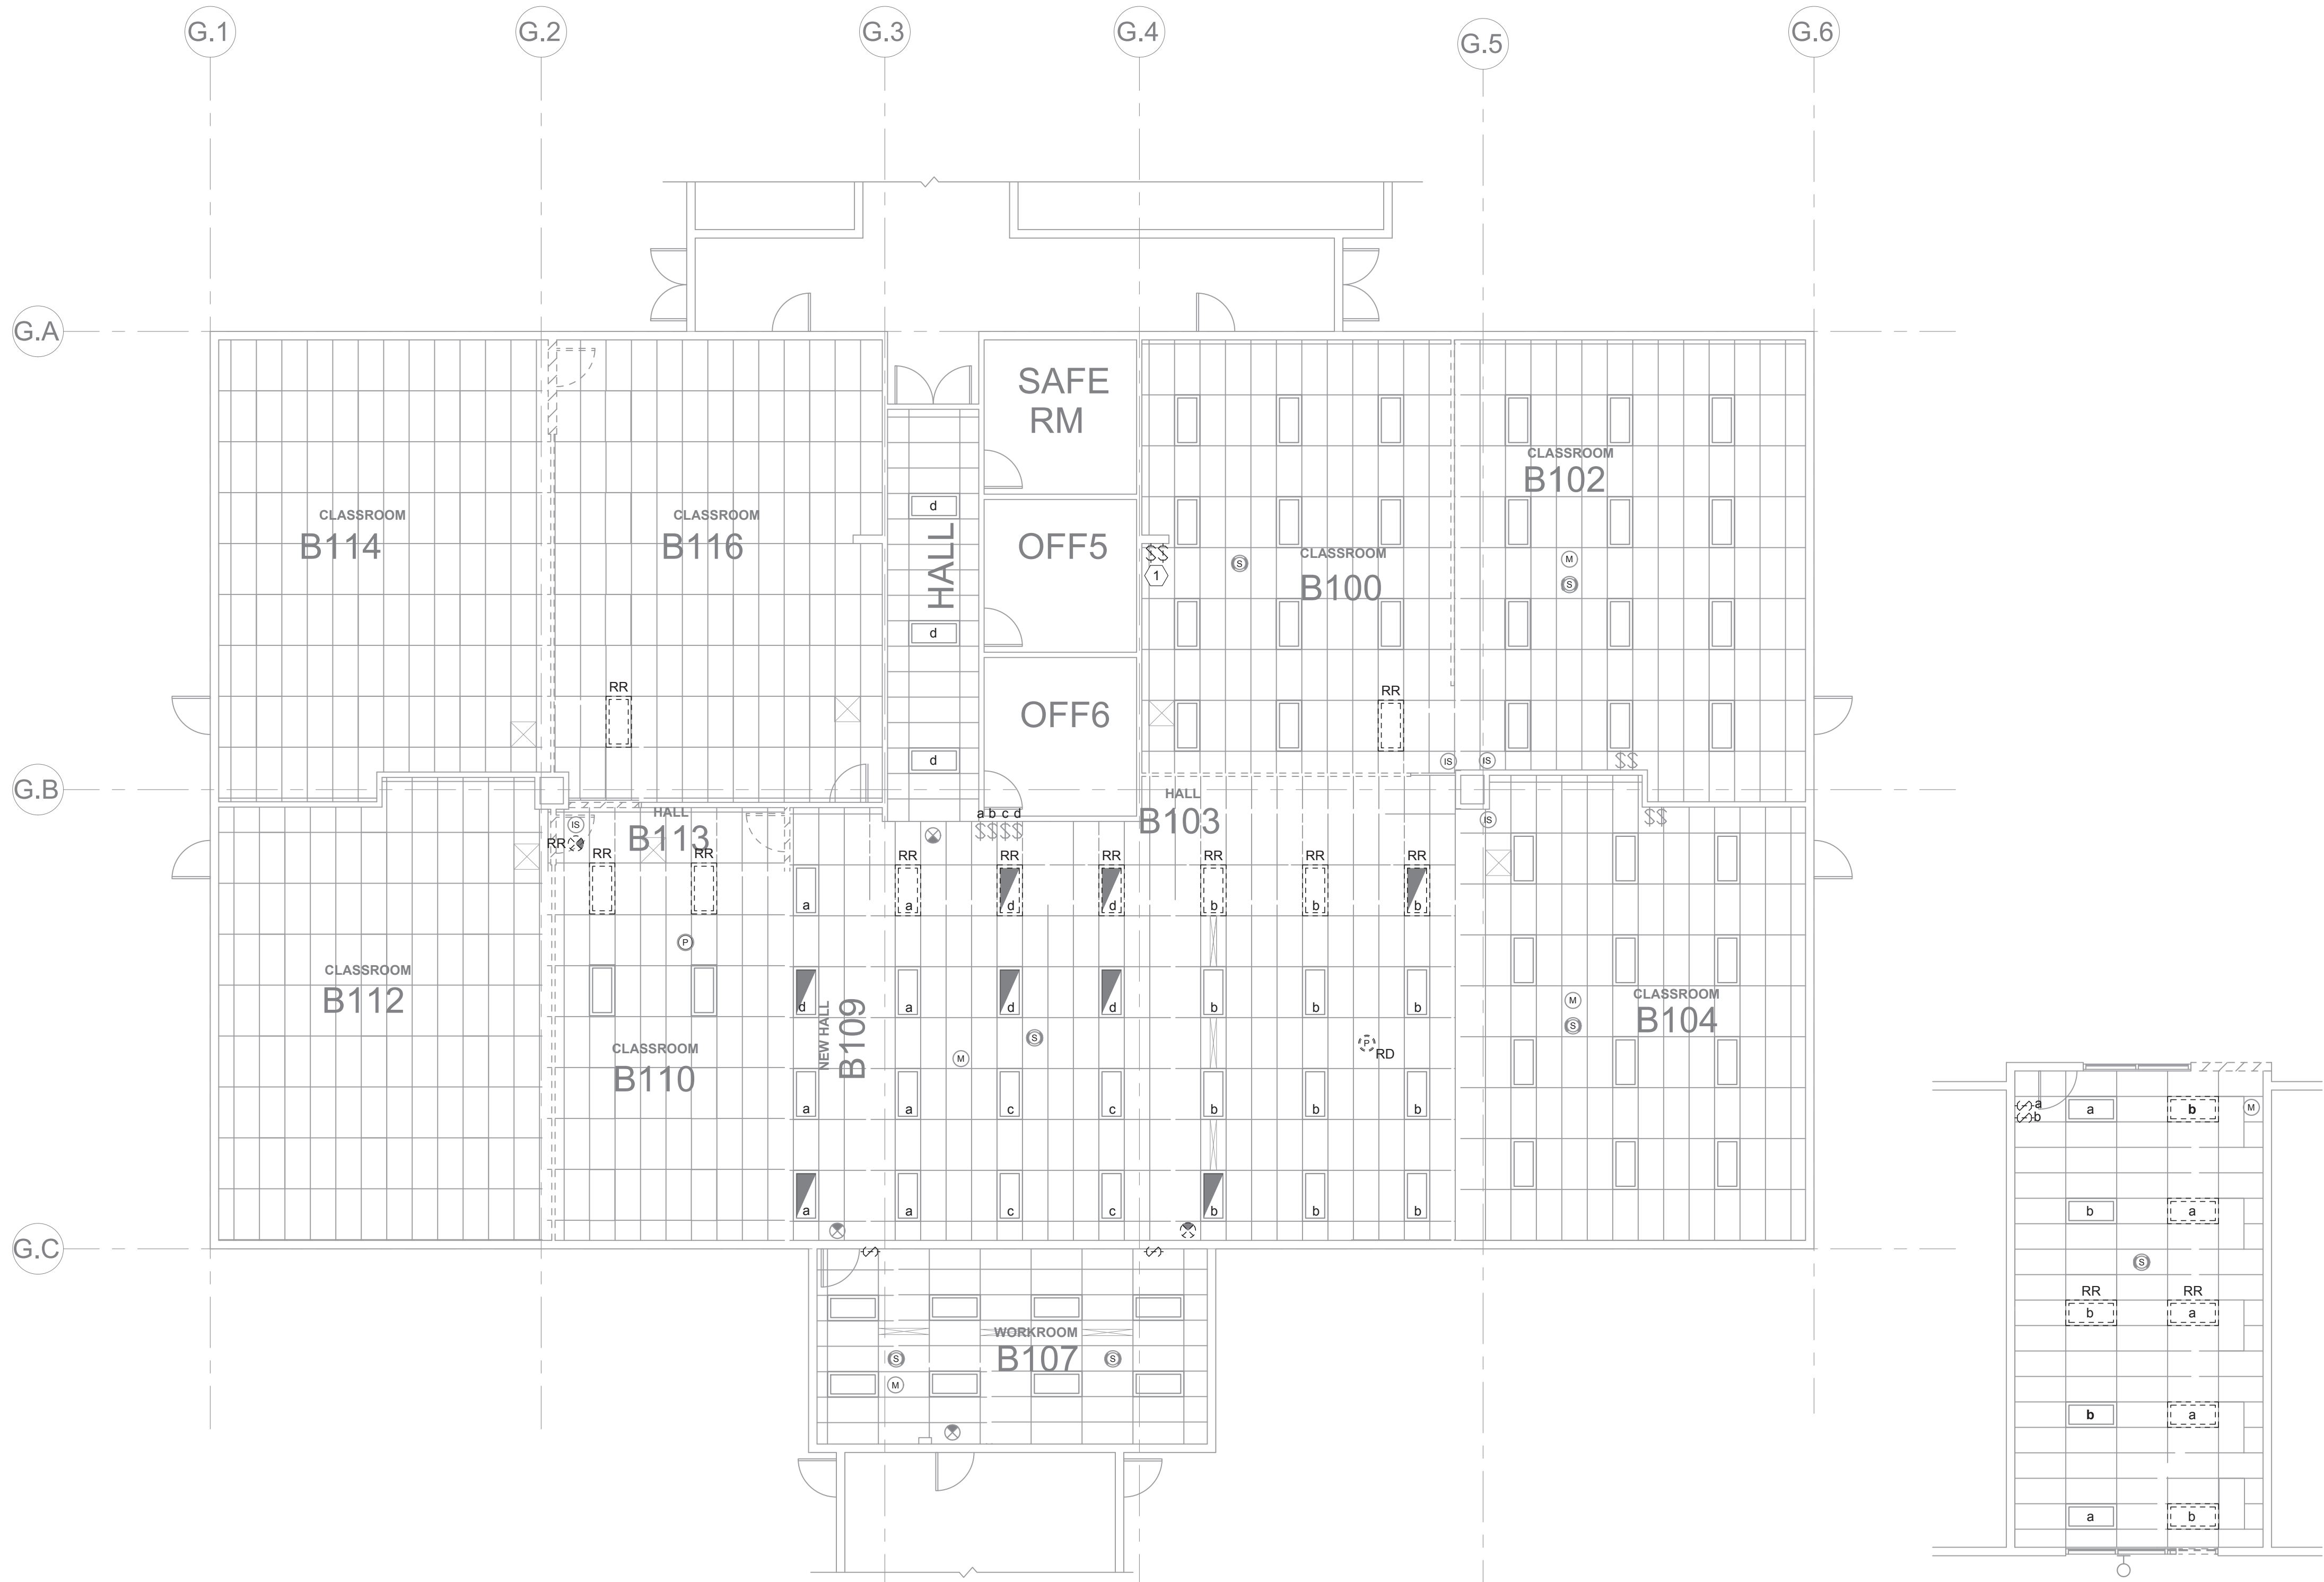 G.1 G.2 G.3 G.4 G.5 G.6
G.A
SAFE
RM
CLASSROOM
B102
d
CLASSROOM
B114
CLASSROOM
B116
HALL
OFF5
$$
1
S
CLASSROOM
B100
M
S
d
RR
RR
OFF6
d
IS
IS
$$
G.B
HALL
B103
HALL
B113
IS
RR
a b c d
$$$$
IS
$$
RR RR RR RR RR RR RR RR
a a d d b b b
P
CLASSROOM
B112
d a d d b b b
NEW HALL
B109
M
S
P
RD
M
S
CLASSROOM
B104
CLASSROOM
B110
a a c c b b b
a a c c b b b
G.C
WORKROOM
B107
S
S
M
a
b
a b
M
b a
S
RR RR
b a
b a
a b